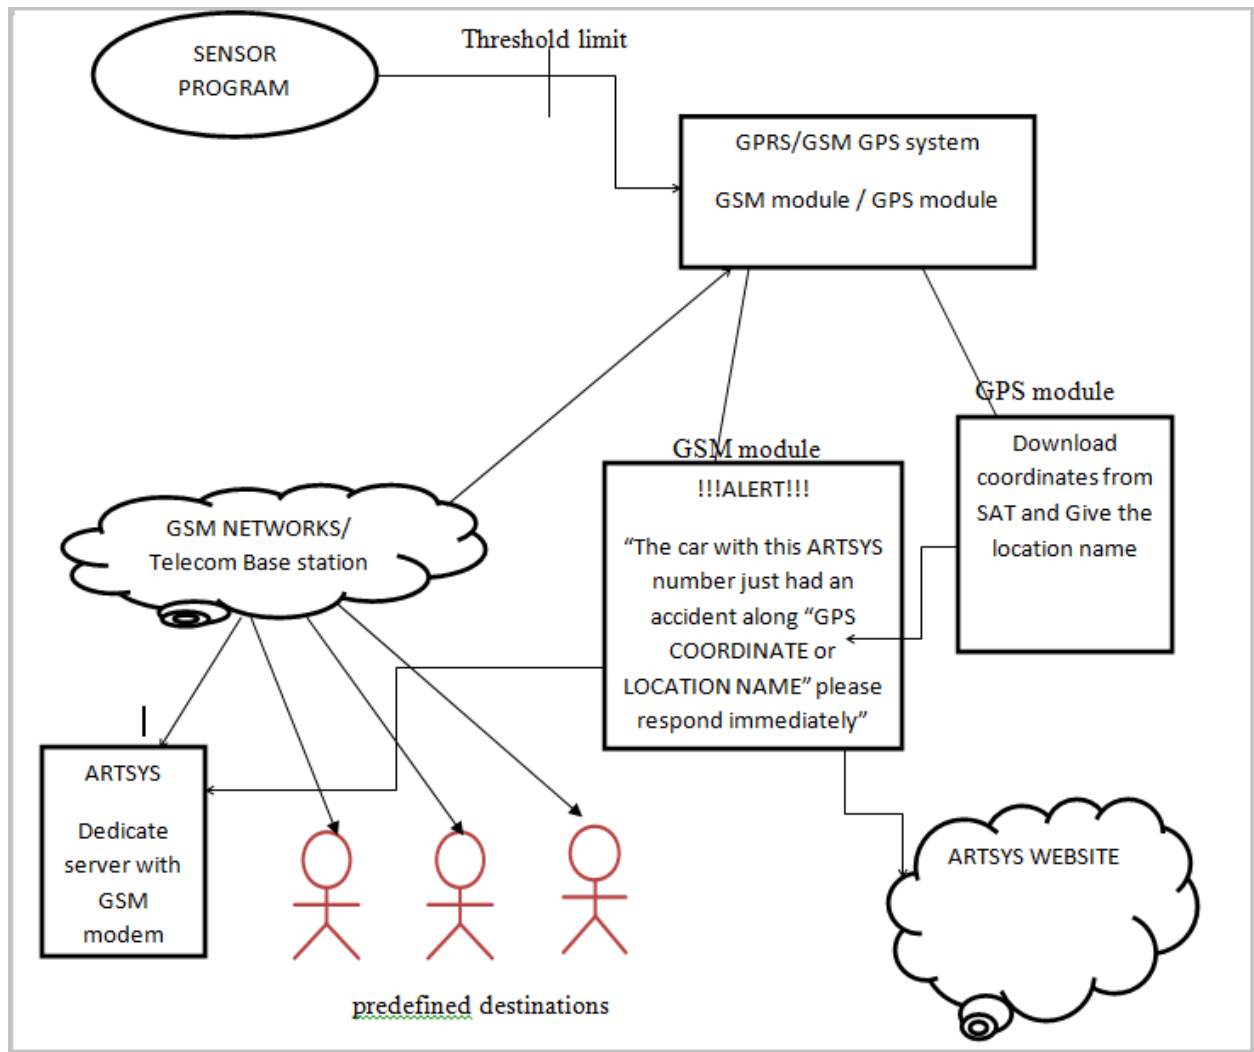 SENSOR
PROGRAM
Threshold limit
GPRS/GSM GPS system
GSM module / GPS module
GPS module
Download
coordinates from
SAT and Give the
location name
GSM module
!!!ALERT!!!
“The car with this ARTSYS
number just had an
accident along “GPS
COORDINATE or
LOCATION NAME” please
respond immediately”
GSM NETWORKS/
Telecom Base station
ARTSYS
Dedicate
server with
GSM
modem
ARTSYS WEBSITE
predefined destinations